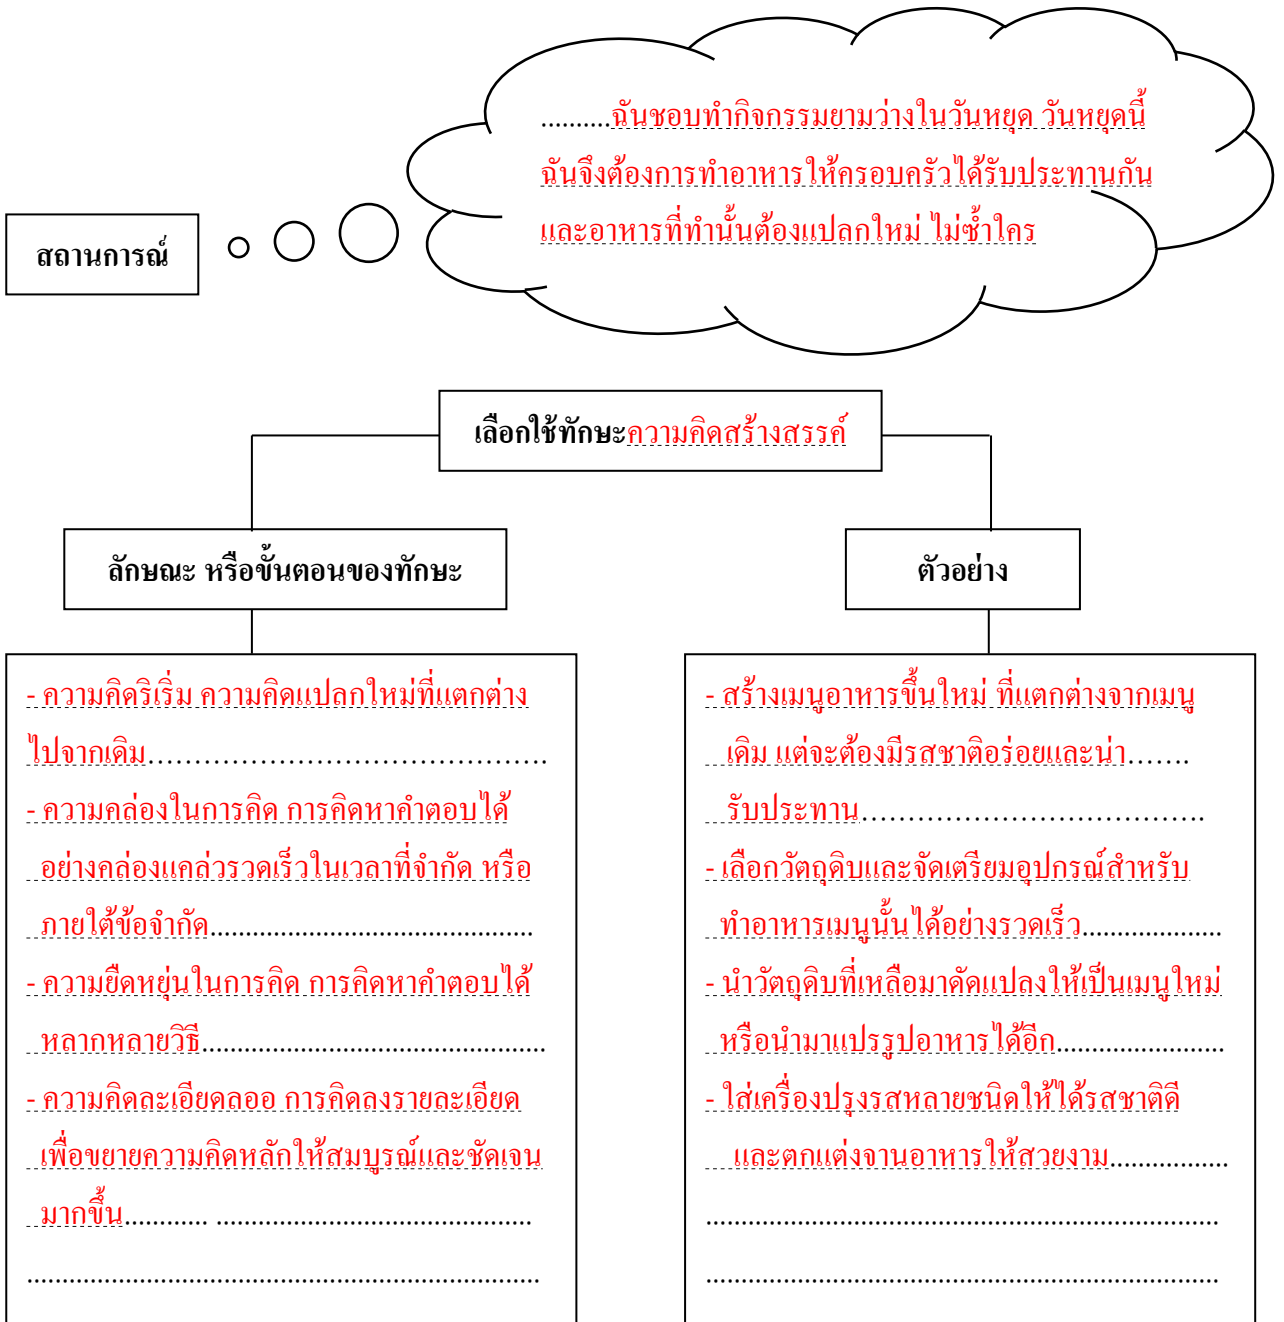 ..........ฉันชอบทำกิจกรรมยามว่างในวันหยุด วันหยุดนี้
ฉันจึงต้องการทำอาหารให้ครอบครัวได้รับประทานกัน
และอาหารที่ทำนั้นต้องแปลกใหม่ ไม่ซ้ำใคร
สถานการณ์
เลือกใช้ทักษะความคิดสร้างสรรค์
ลักษณะ หรือขั้นตอนของทักษะ
- ความคิดริเริ่ม ความคิดแปลกใหม่ที่แตกต่าง
ไปจากเดิม…………………………………………
- ความคล่องในการคิด การคิดหาคำตอบได้
อย่างคล่องแคล่วรวดเร็วในเวลาที่จำกัด หรือ
ภายใต้ข้อจำกัด..............................................
- ความยืดหยุ่นในการคิด การคิดหาคำตอบได้
หลากหลายวิธี.................................................
- ความคิดละเอียดลออ การคิดลงรายละเอียด
เพื่อขยายความคิดหลักให้สมบูรณ์และชัดเจน
มากขึ้น............ .............................................
.........................................................................
ตัวอย่าง
- สร้างเมนูอาหารขึ้นใหม่ ที่แตกต่างจากเมนู
เดิม แต่จะต้องมีรสชาติอร่อยและน่า…….
รับประทาน……………………………….
- เลือกวัตถุดิบและจัดเตรียมอุปกรณ์สำหรับ
ทำอาหารเมนูนั้นได้อย่างรวดเร็ว....................
- นำวัตถุดิบที่เหลือมาดัดแปลงให้เป็นเมนูใหม่
หรือนำมาแปรรูปอาหารได้อีก........................
- ใส่เครื่องปรุงรสหลายชนิดให้ได้รสชาติดี
และตกแต่งจานอาหารให้สวยงาม.................
.........................................................................
.........................................................................